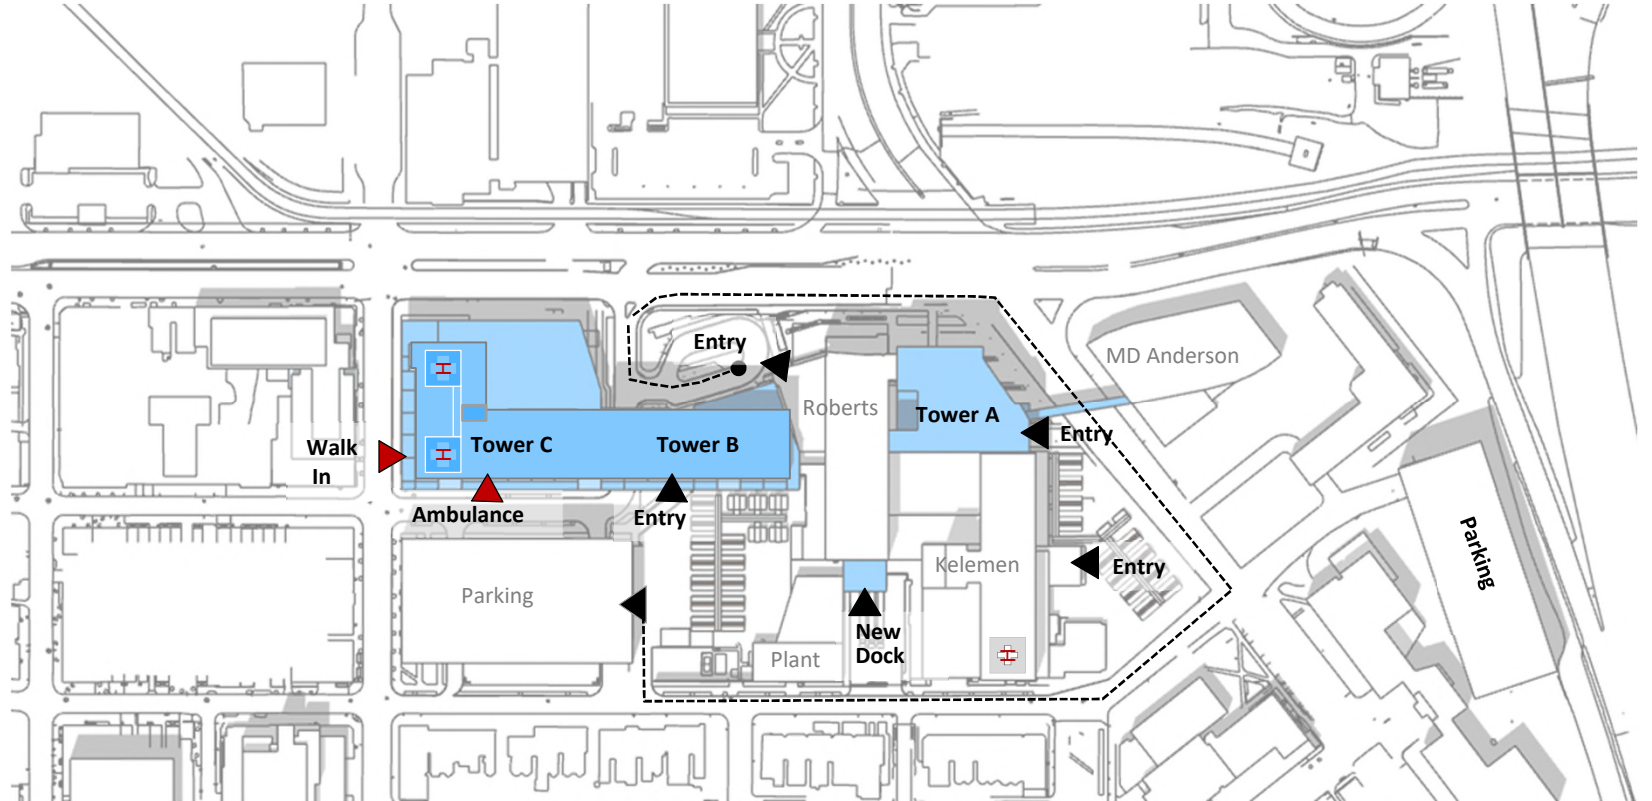 Entry
MD Anderson
Roberts
Tower A
Entry
Walk
In
Tower C
Tower B
Ambulance
Entry
Parking
Kelemen
Entry
Parking
New
Dock
Plant
H
H
H